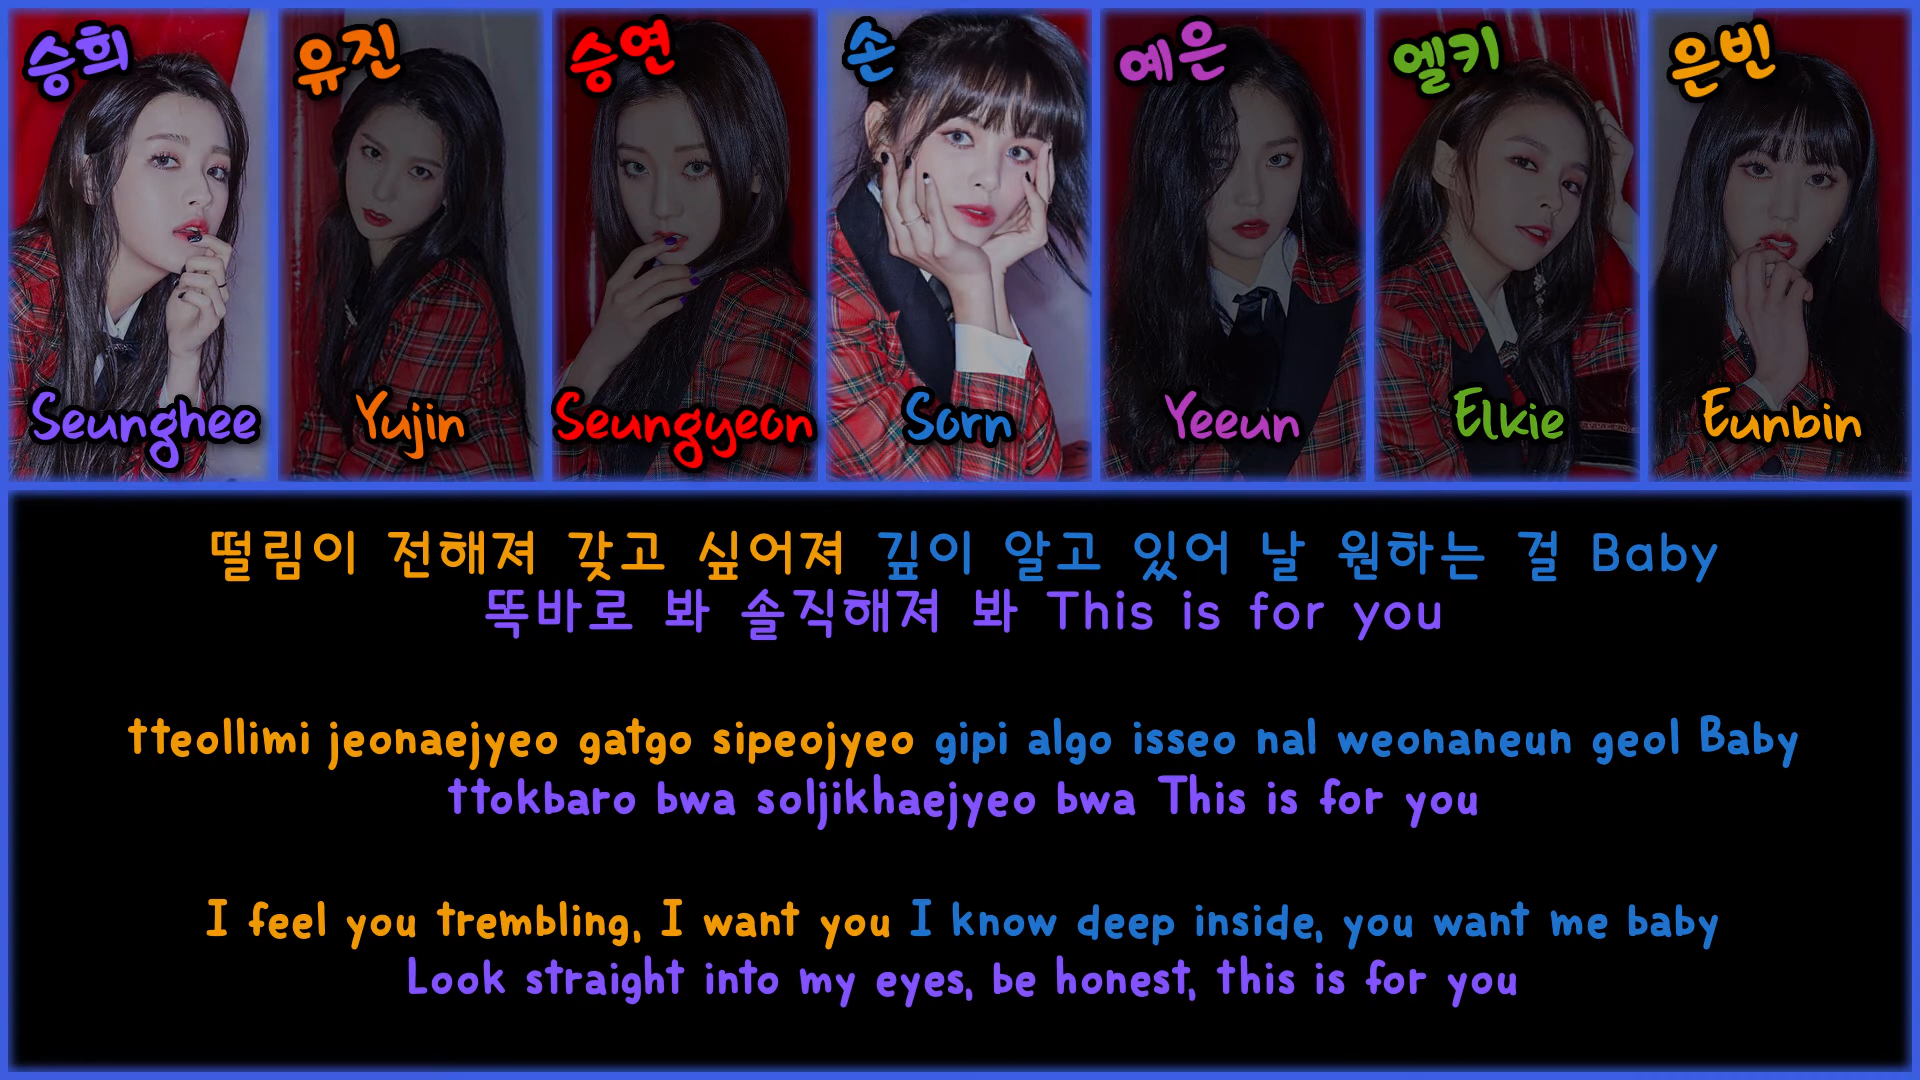 승희 유진 승연 손 예은 엘키 은빈
Seunghee Yujin Seungyeon Sorn Yeeun Elkie Eunbin
떨림이 전해져 갖고 싶어져 깊이 알고 있어 날 원하는 걸 Baby
똑바로 봐 솔직해져 봐 This is for you
tteollimi jeonaejyeo gatgo sipeojyeo gipi algo isseo nal weonaneun geol Baby
ttokbaro bwa soljikhaejyeo bwa This is for you
I feel you trembling, I want you I know deep inside, you want me baby
Look straight into my eyes, be honest, this is for you